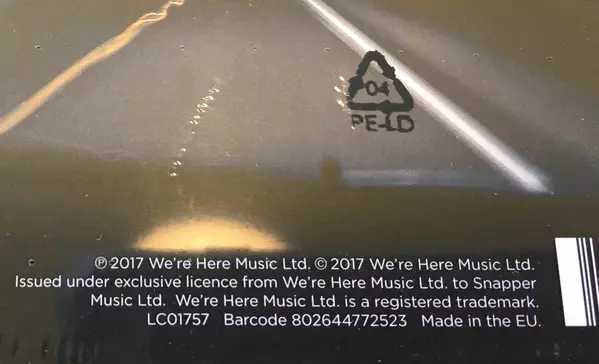 04
PE-LD
℗ 2017 We're Here Music Ltd. © 2017 We're Here Music Ltd.
Issued under exclusive licence from We're Here Music Ltd. to Snapper
Music Ltd. We're Here Music Ltd. is a registered trademark.
LC01757 Barcode 802644772523 Made in the EU.